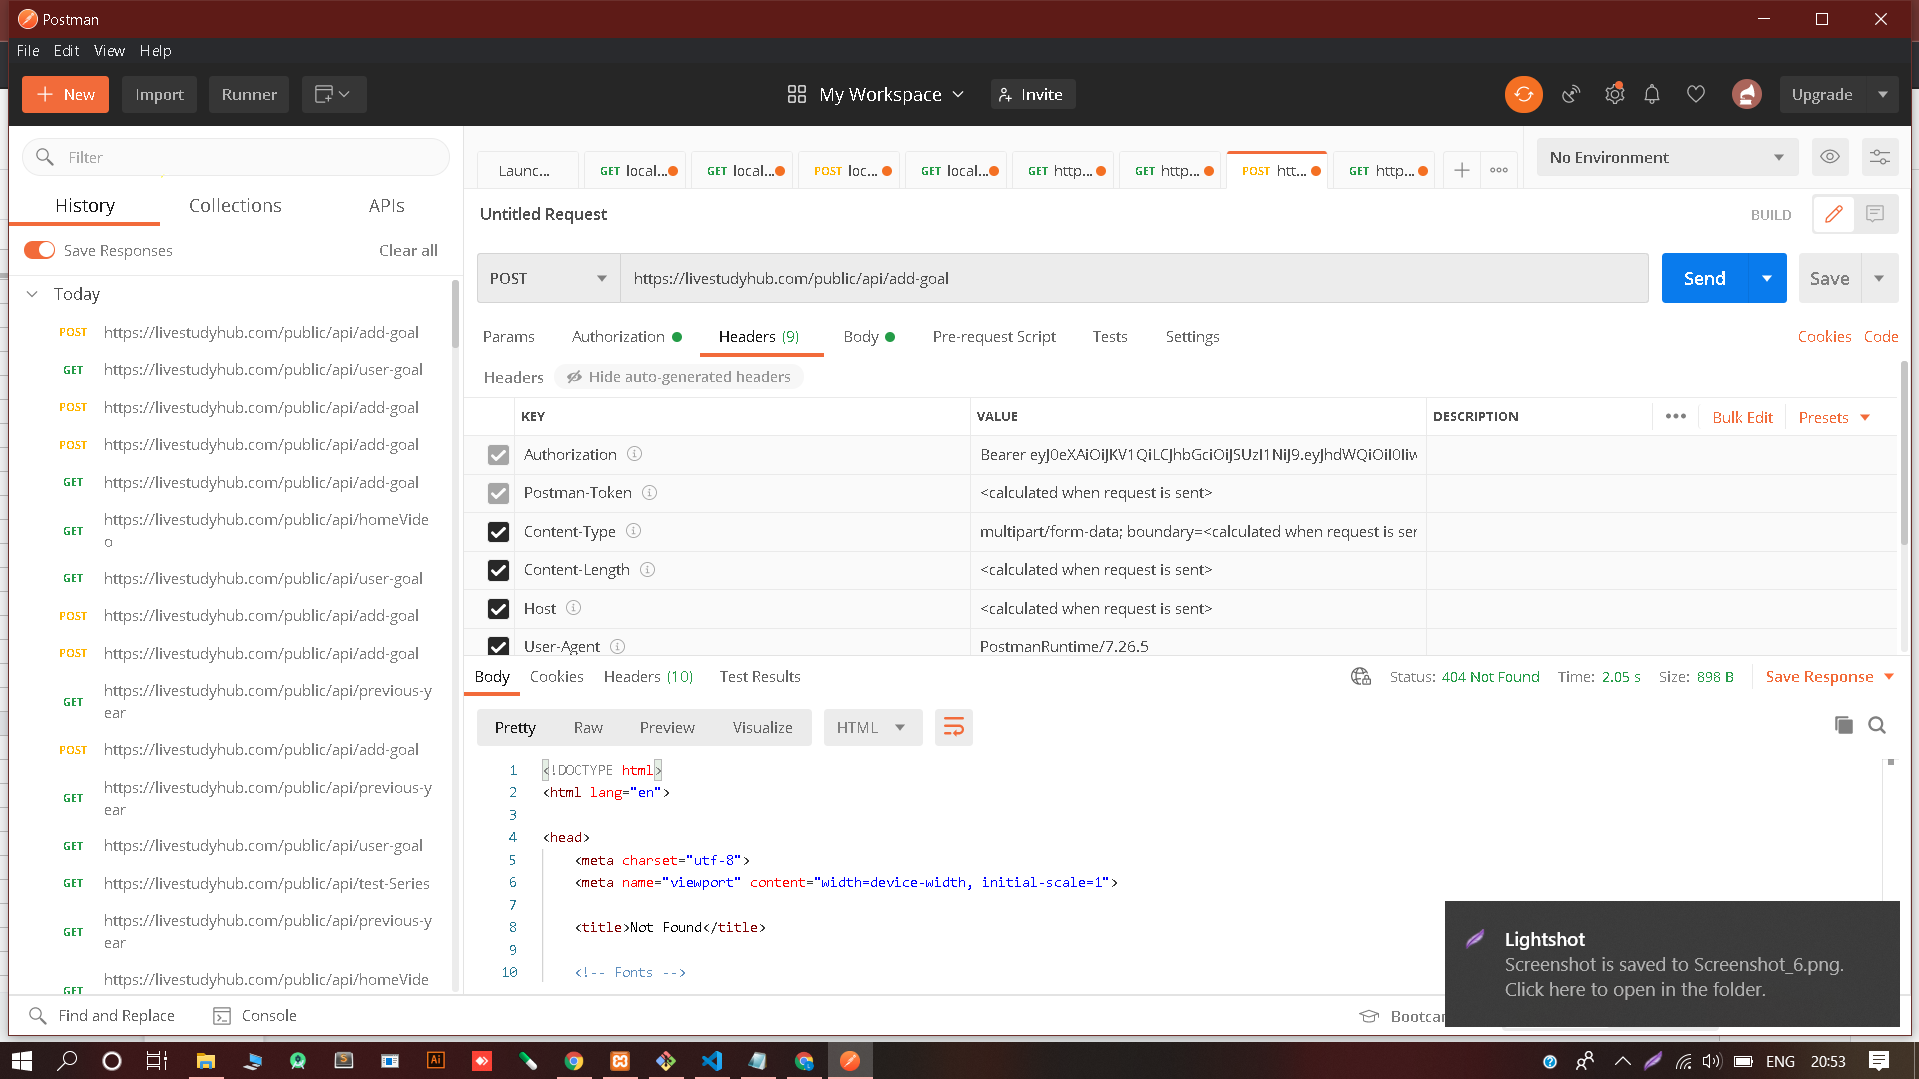 Postman
File Edit View Help
New Import Runner My Workspace Invite Upgrade
Filter
History Collections APIs
Save Responses Clear all
Today
POST https://livestudyhub.com/public/api/add-goal
GET https://livestudyhub.com/public/api/user-goal
POST https://livestudyhub.com/public/api/add-goal
POST https://livestudyhub.com/public/api/add-goal
GET https://livestudyhub.com/public/api/add-goal
GET https://livestudyhub.com/public/api/homeVide
o
GET https://livestudyhub.com/public/api/user-goal
POST https://livestudyhub.com/public/api/add-goal
POST https://livestudyhub.com/public/api/add-goal
GET https://livestudyhub.com/public/api/previous-y
ear
POST https://livestudyhub.com/public/api/add-goal
GET https://livestudyhub.com/public/api/previous-y
ear
GET https://livestudyhub.com/public/api/user-goal
GET https://livestudyhub.com/public/api/test-Series
GET https://livestudyhub.com/public/api/previous-y
ear
GET https://livestudyhub.com/public/api/homeVide
Launc... GET local... GET local... POST loc... GET local... GET http... GET http... POST htt... GET http... No Environment
Untitled Request BUILD
POST https://livestudyhub.com/public/api/add-goal Send Save
Params Authorization Headers (9) Body Pre-request Script Tests Settings Cookies Code
Headers Hide auto-generated headers
KEY VALUE DESCRIPTION Bulk Edit Presets
Authorization Bearer eyJ0eXAiOiJKV1QiLCJhbGciOiJSUzI1NiJ9.eyJhdWQiOiI0Iiw
Postman-Token <calculated when request is sent>
Content-Type multipart/form-data; boundary=<calculated when request is ser
Content-Length <calculated when request is sent>
Host <calculated when request is sent>
User-Agent PostmanRuntime/7.26.5
Body Cookies Headers (10) Test Results Status: 404 Not Found Time: 2.05 s Size: 898 B Save Response
Pretty Raw Preview Visualize HTML
1 <!DOCTYPE html>
2 <html lang="en">
3
4 <head>
5 <meta charset="utf-8">
6 <meta name="viewport" content="width=device-width, initial-scale=1">
7
8 <title>Not Found</title>
9
10 <!-- Fonts -->
Lightshot
Screenshot is saved to Screenshot_6.png.
Click here to open in the folder.
Find and Replace Console Bootcar
Ai ENG 20:53